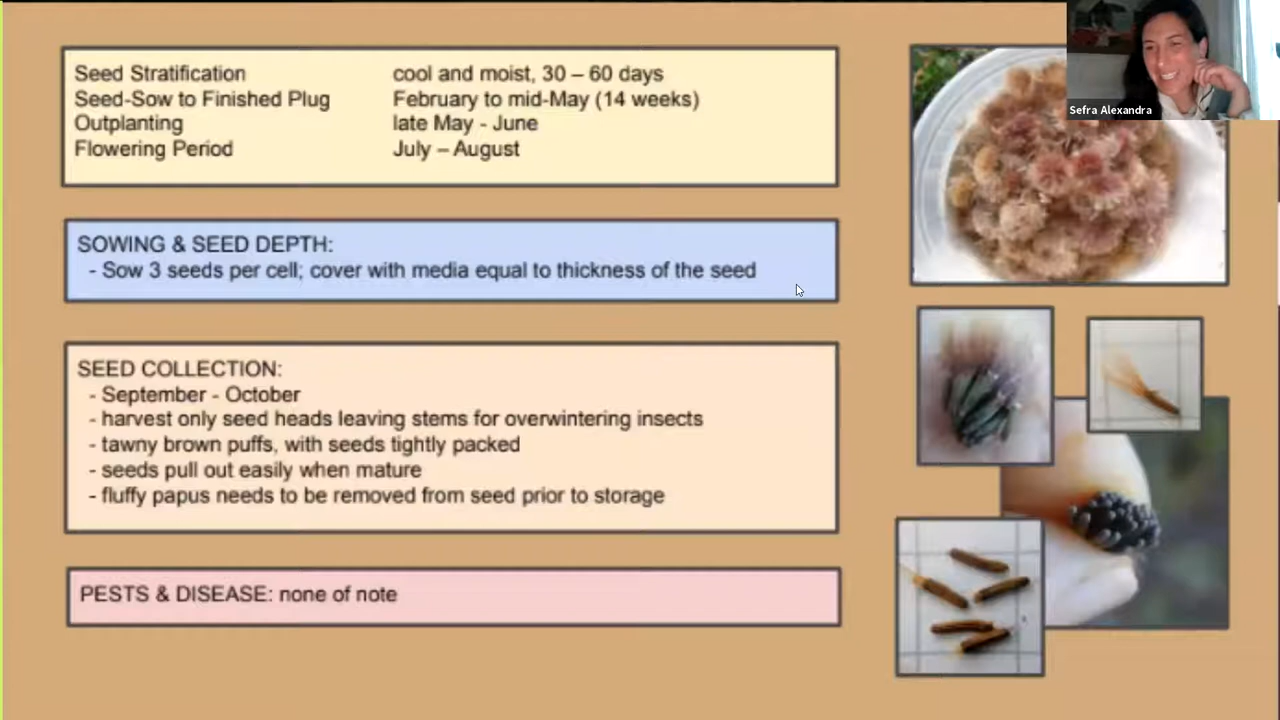 Seed Stratification cool and moist, 30 – 60 days
Seed-Sow to Finished Plug February to mid-May (14 weeks)
Outplanting late May - June
Flowering Period July – August
SOWING & SEED DEPTH:
- Sow 3 seeds per cell; cover with media equal to thickness of the seed
SEED COLLECTION:
- September - October
- harvest only seed heads leaving stems for overwintering insects
- tawny brown puffs, with seeds tightly packed
- seeds pull out easily when mature
- fluffy papus needs to be removed from seed prior to storage
PESTS & DISEASE: none of note
Sefra Alexandra